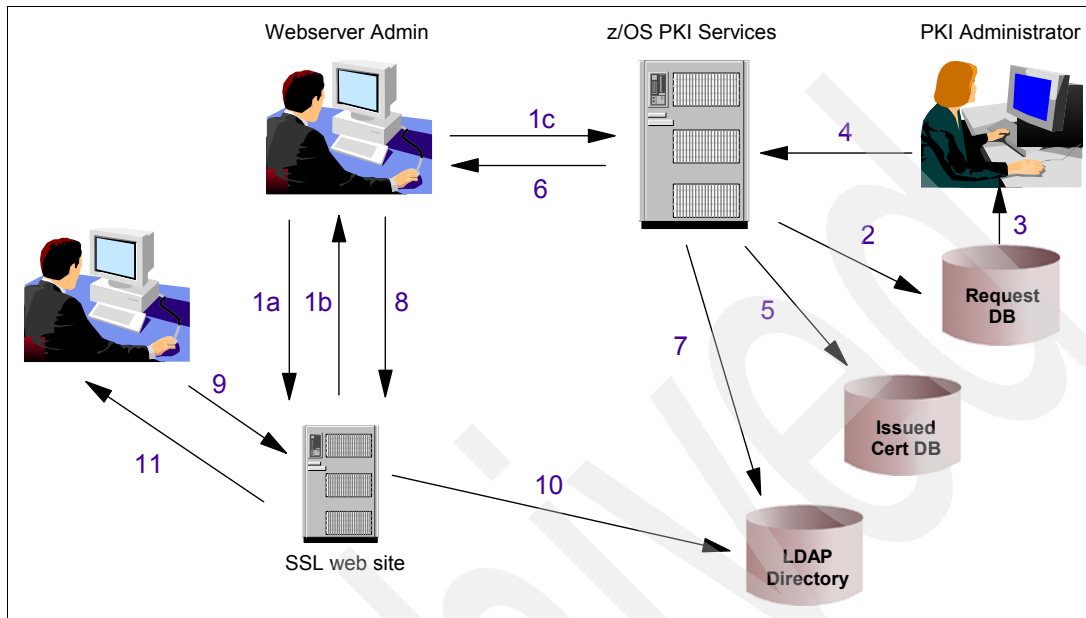 Webserver Admin
z/OS PKI Services
PKI Administrator
1c
6
4
3
2
Request
DB
1a
1b
8
5
7
9
Issued
Cert DB
11
10
SSL web site
LDAP
Directory